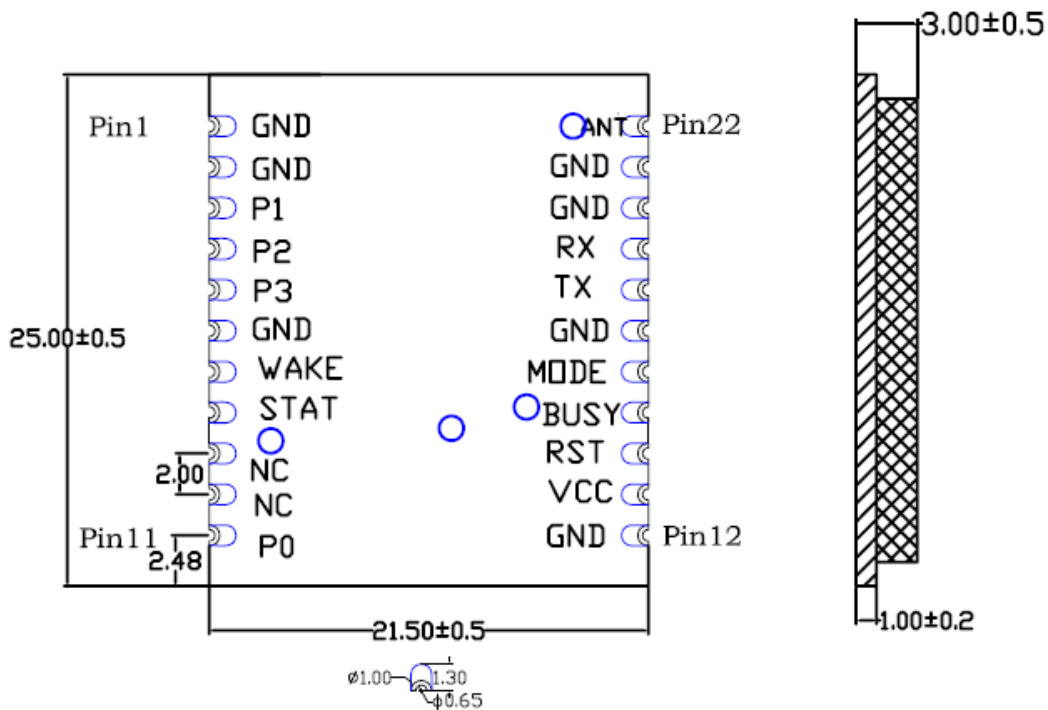 3.00±0.5
Pin1 GND ANT Pin22
GND GND
P1 GND
P2 RX
P3 TX
25.00±0.5 GND GND
WAKE MODE
STAT BUSY
RST
2.00 NC VCC
NC
Pin11 P0 GND Pin12
2.48
1.00±0.2
21.50±0.5
ø1.00 1.30
ϕ0.65